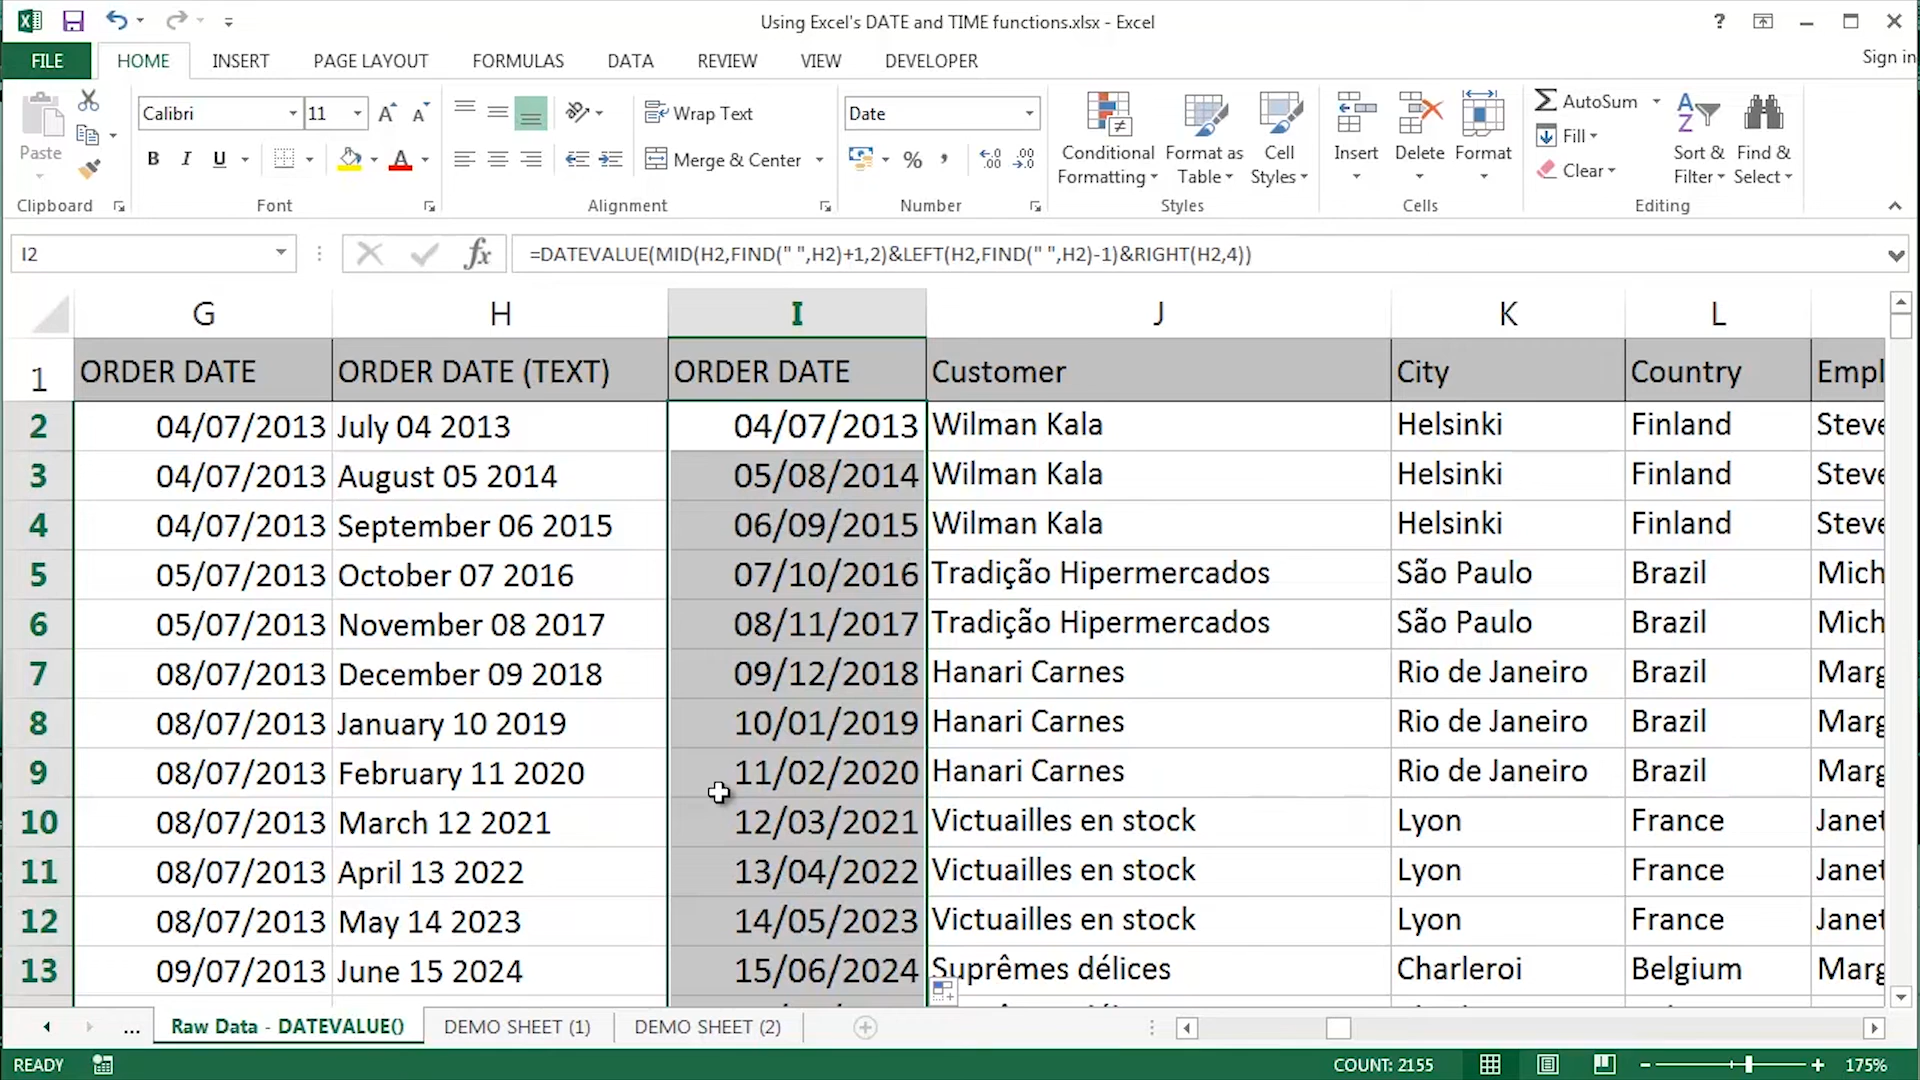 Using Excel's DATE and TIME functions.xlsx - Excel
?
FILE HOME INSERT PAGE LAYOUT FORMULAS DATA REVIEW VIEW DEVELOPER Sign in
Calibri 11 Wrap Text Date AutoSum
Paste B I U Merge & Center % Conditional Formatting Format as Table Cell Styles Insert Delete Format Fill Clear Sort & Filter Find & Select
Clipboard Font Alignment Number Styles Cells Editing
I2 fx =DATEVALUE(MID(H2,FIND(" ",H2)+1,2)&LEFT(H2,FIND(" ",H2)-1)&RIGHT(H2,4))
G H I J K L
1 ORDER DATE ORDER DATE (TEXT) ORDER DATE Customer City Country Empl
2 04/07/2013 July 04 2013 04/07/2013 Wilman Kala Helsinki Finland Steve
3 04/07/2013 August 05 2014 05/08/2014 Wilman Kala Helsinki Finland Steve
4 04/07/2013 September 06 2015 06/09/2015 Wilman Kala Helsinki Finland Steve
5 05/07/2013 October 07 2016 07/10/2016 Tradição Hipermercados São Paulo Brazil Mich
6 05/07/2013 November 08 2017 08/11/2017 Tradição Hipermercados São Paulo Brazil Mich
7 08/07/2013 December 09 2018 09/12/2018 Hanari Carnes Rio de Janeiro Brazil Marg
8 08/07/2013 January 10 2019 10/01/2019 Hanari Carnes Rio de Janeiro Brazil Marg
9 08/07/2013 February 11 2020 11/02/2020 Hanari Carnes Rio de Janeiro Brazil Marg
10 08/07/2013 March 12 2021 12/03/2021 Victuailles en stock Lyon France Janet
11 08/07/2013 April 13 2022 13/04/2022 Victuailles en stock Lyon France Janet
12 08/07/2013 May 14 2023 14/05/2023 Victuailles en stock Lyon France Janet
13 09/07/2013 June 15 2024 15/06/2024 Suprêmes délices Charleroi Belgium Marg
... Raw Data - DATEVALUE() DEMO SHEET (1) DEMO SHEET (2)
READY COUNT: 2155 175%